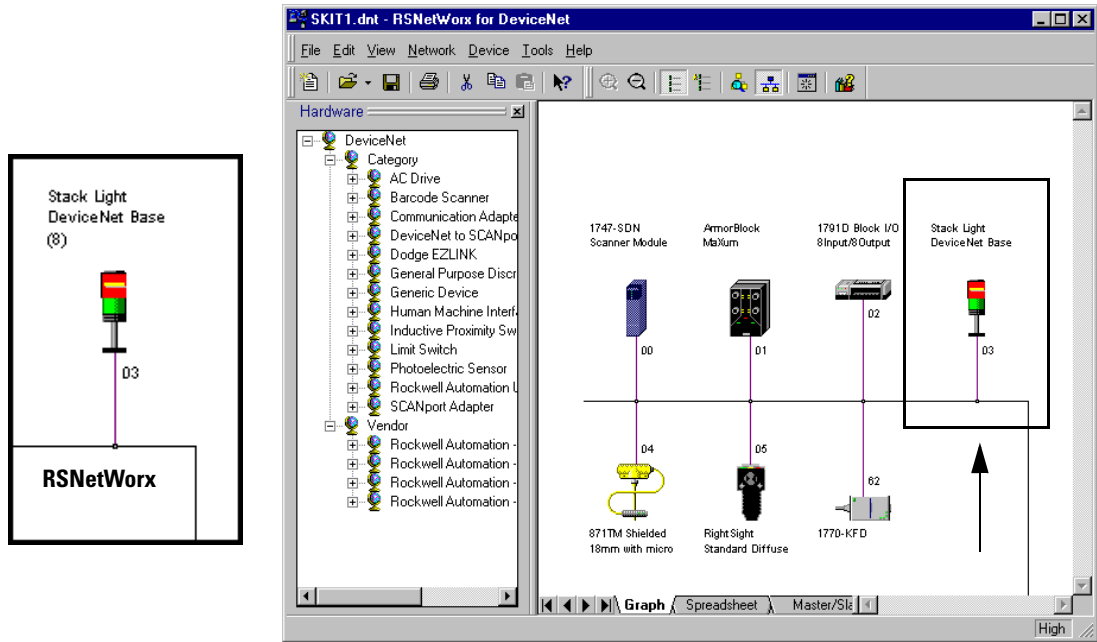 Stack Light
DeviceNet Base
(8)
03
RSNetWorx
SKIT1.dnt - RSNetWorx for DeviceNet
File Edit View Network Device Tools Help
Hardware
DeviceNet
Category
AC Drive
Barcode Scanner
Communication Adapte
DeviceNet to SCANpo
Dodge EZLINK
General Purpose Discr
Generic Device
Human Machine Interf
Inductive Proximity Sw
Limit Switch
Photoelectric Sensor
Rockwell Automation
SCANport Adapter
Vendor
Rockwell Automation -
Rockwell Automation -
Rockwell Automation -
Rockwell Automation -
1747-SDN
Scanner Module
00
ArmorBlock
MaXum
01
1791D Block I/O
8Input/8Output
02
Stack Light
DeviceNet Base
03
04
871TM Shielded
18mm with micro
05
RightSight
Standard Diffuse
62
1770-KFD
Graph Spreadsheet Master/Sla
High